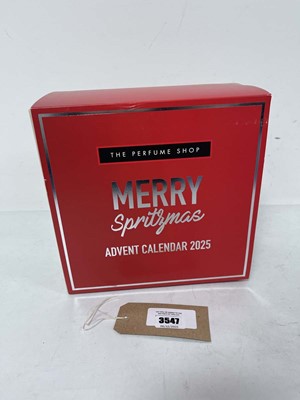 THE PERFUME SHOP
MERRY
Spritzmas
ADVENT CALENDAR 2025
3547